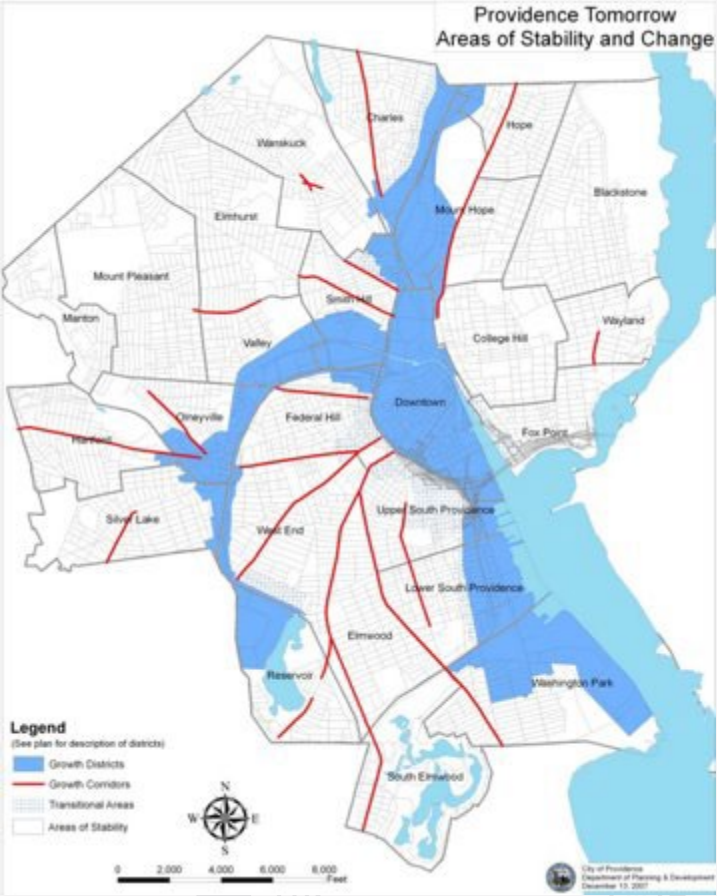 Providence Tomorrow
Areas of Stability and Change
Charles
Hope
Wanskuck
Blackstone
Mount Hope
Elmhurst
Mount Pleasant
Smith Hill
Manton
Wayland
College Hill
Valley
Downtown
Olneyville
Federal Hill
Fox Point
Hartford
Upper South Providence
Silver Lake
West End
Lower South Providence
Elmwood
Reservoir
Washington Park
South Elmwood
Legend
(See plan for description of districts)
Growth Districts
Growth Corridors
Transitional Areas
Areas of Stability
N
W E
S
0 2,000 4,000 6,000 8,000
Feet
City of Providence
Department of Planning & Development
December 13, 2007